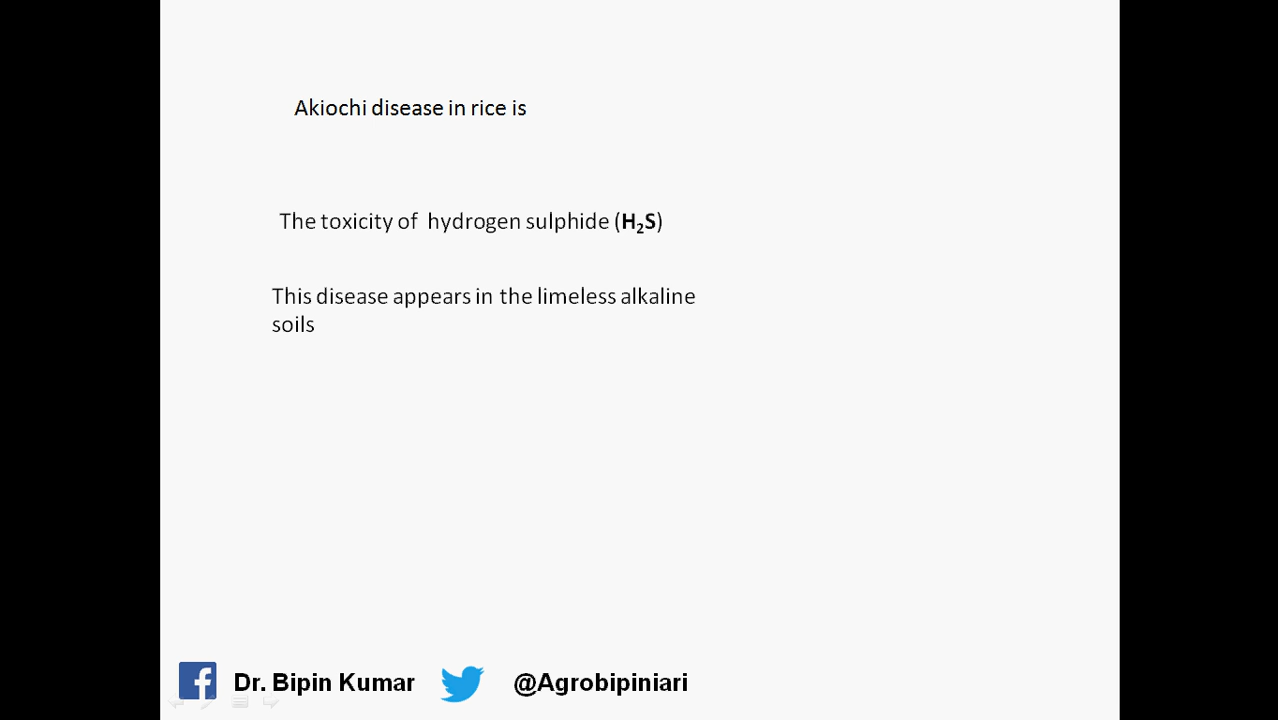 Akiochi disease in rice is
The toxicity of hydrogen sulphide (H₂S)
This disease appears in the limeless alkaline
soils
Dr. Bipin Kumar @Agrobipiniari